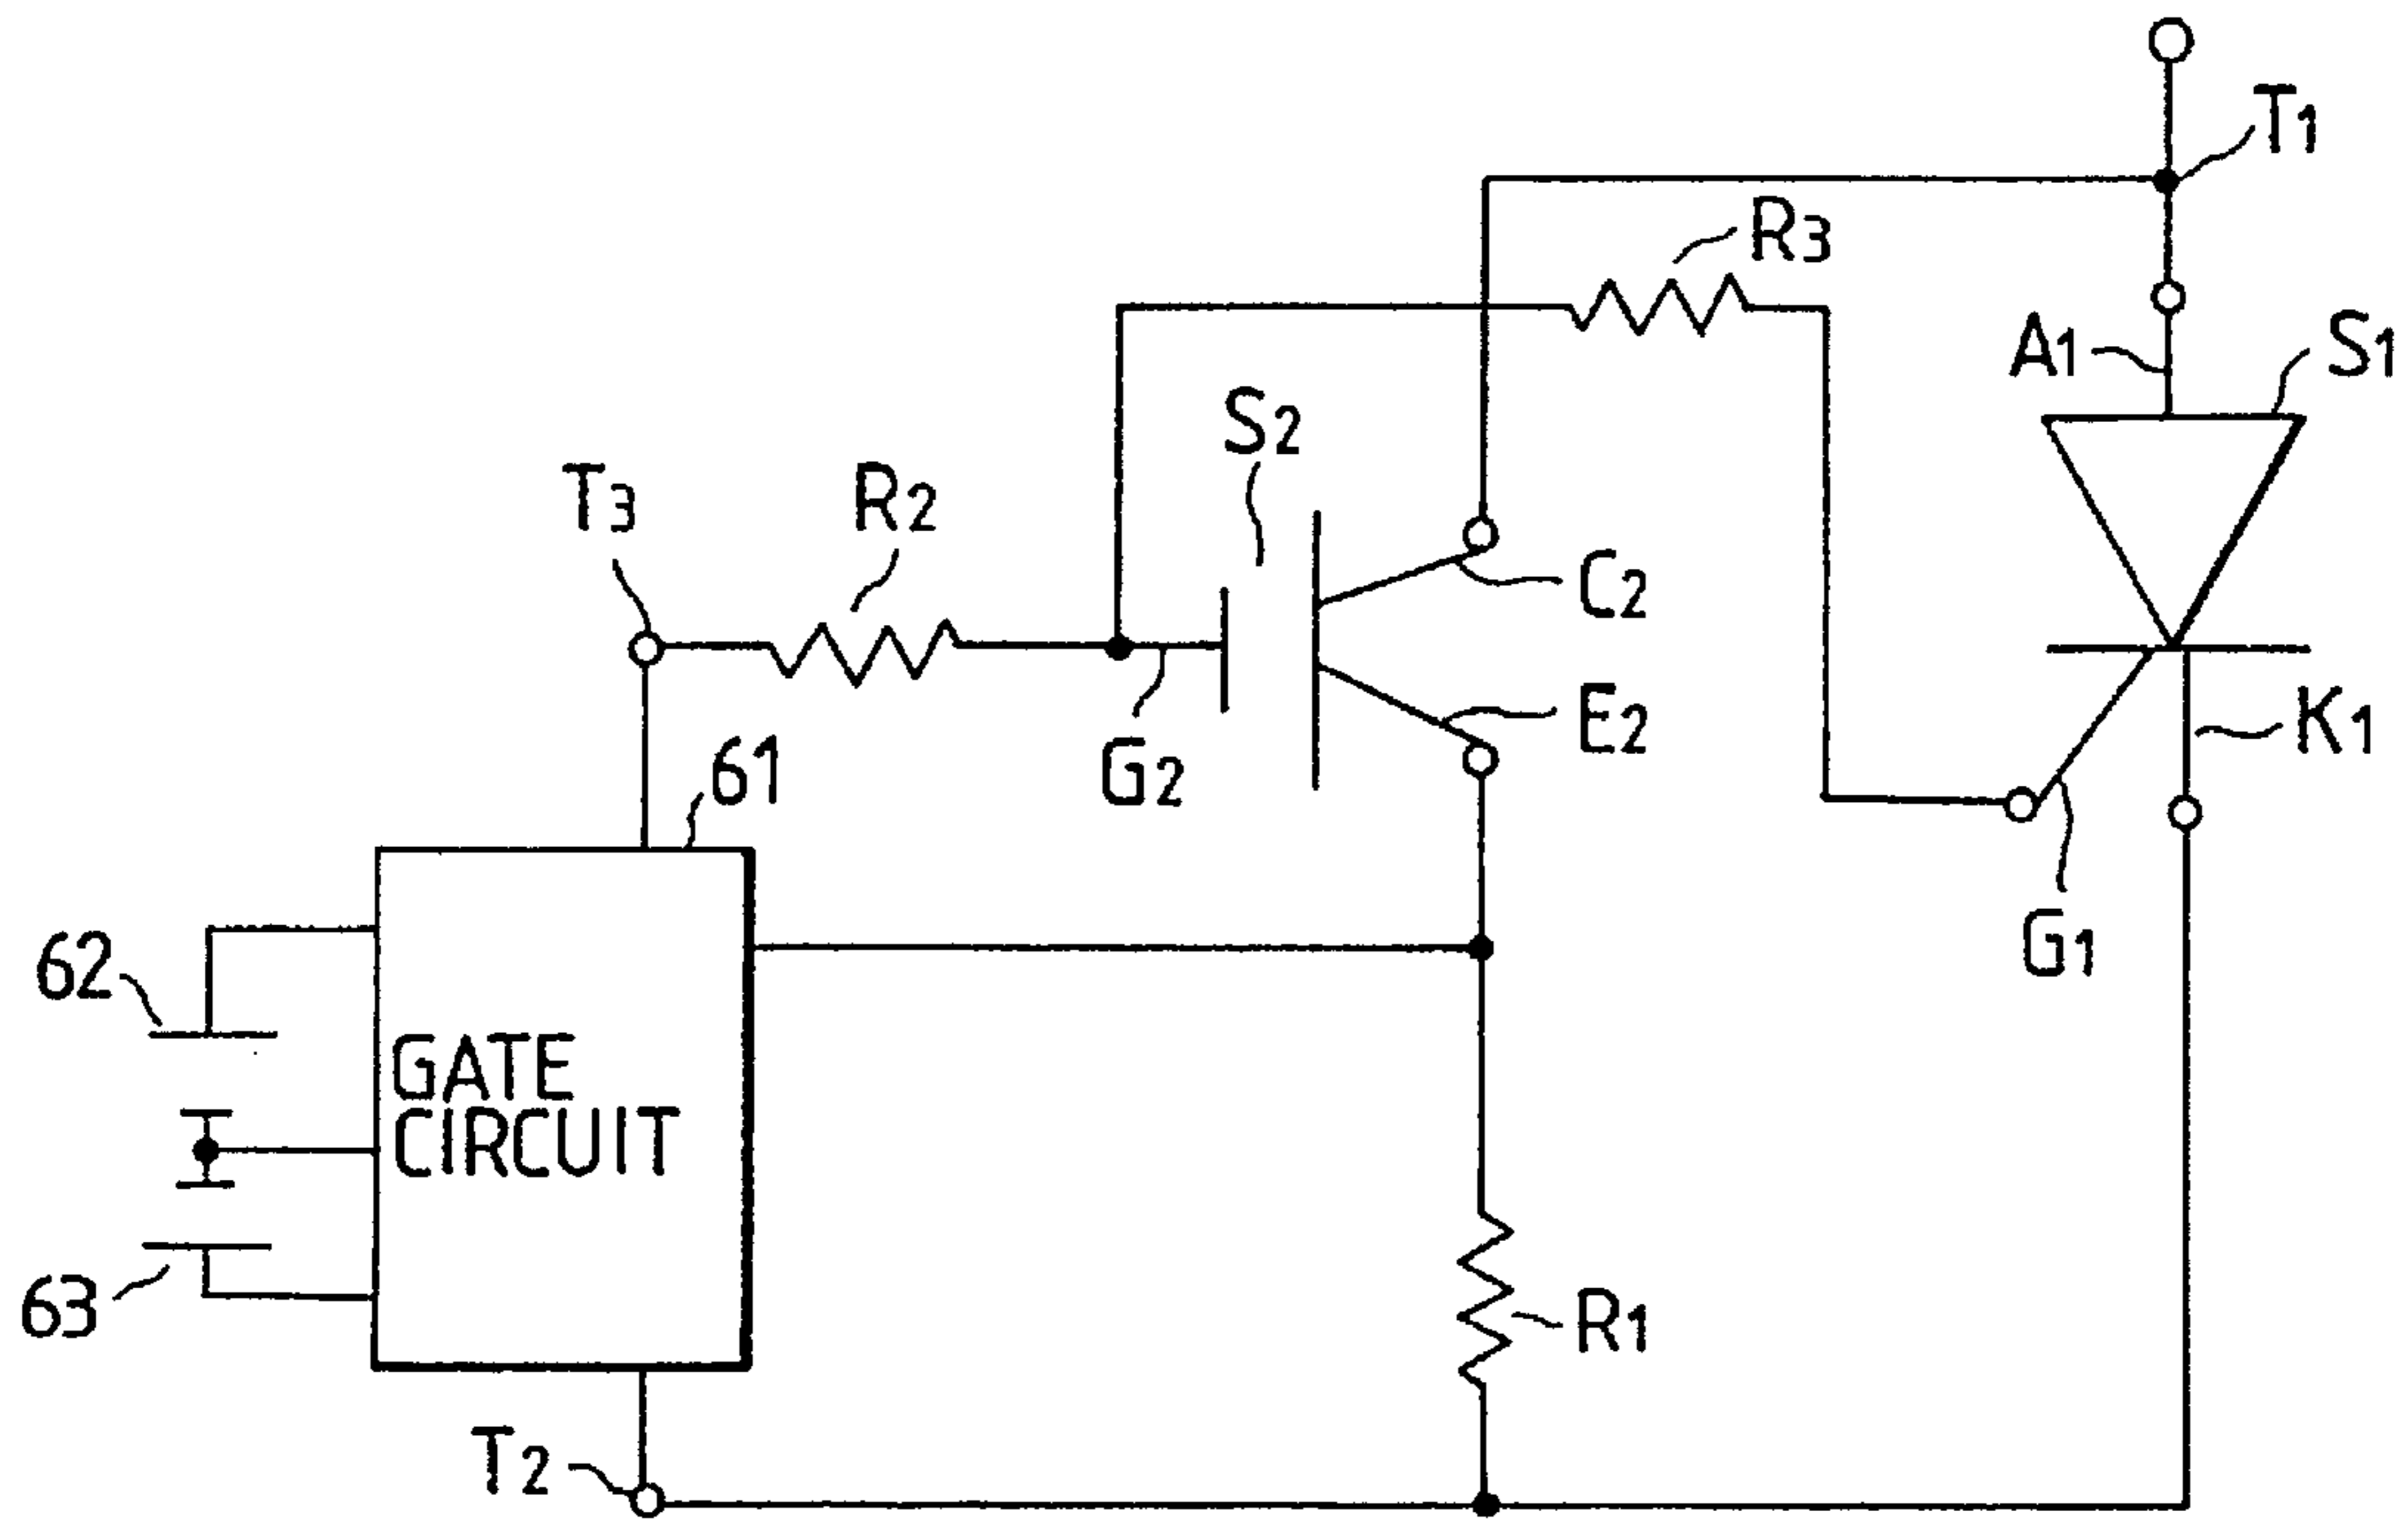 T1
R3
A1
S1
S2
T3
R2
C2
E2
K1
G2
61
G1
62
GATE
CIRCUIT
63
R1
T2